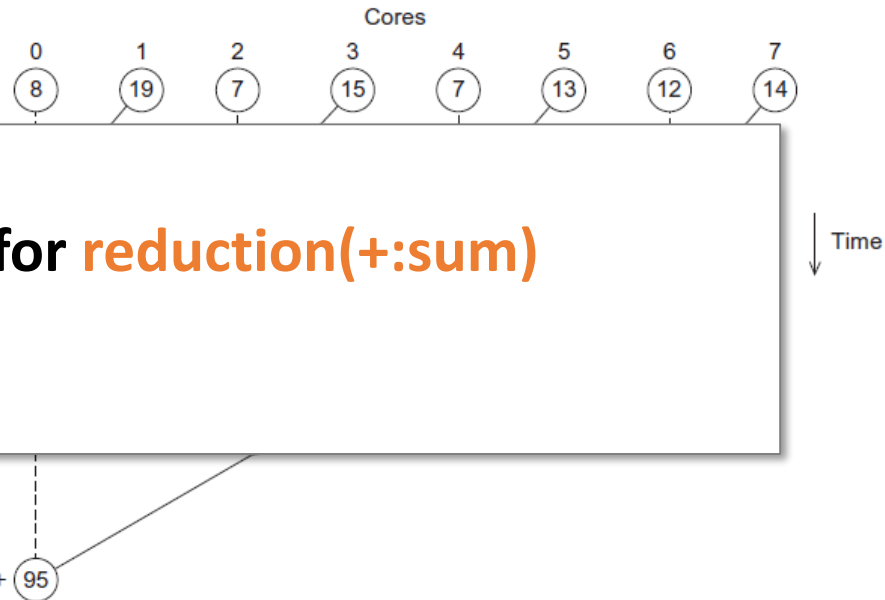 Cores
0 1 2 3 4 5 6 7
8 19 7 15 7 13 12 14
for reduction(+:sum)
Time
+ 95